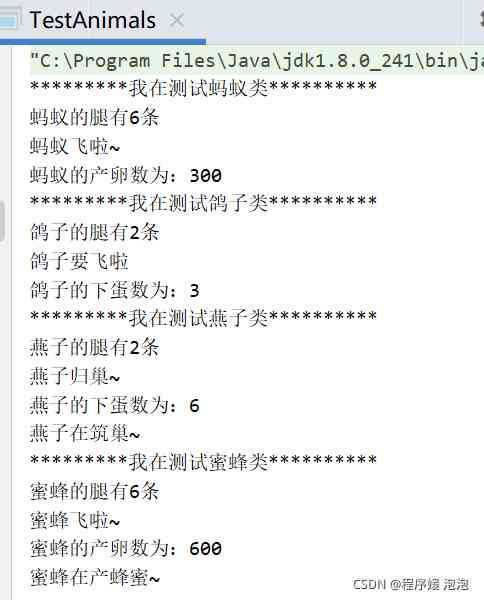 TestAnimals
"C:\Program Files\Java\jdk1.8.0_241\bin\ja
*********我在测试蚂蚁类**********
蚂蚁的腿有6条
蚂蚁飞啦~
蚂蚁的产卵数为：300
*********我在测试鸽子类**********
鸽子的腿有2条
鸽子要飞啦
鸽子的下蛋数为：3
*********我在测试燕子类**********
燕子的腿有2条
燕子归巢~
燕子的下蛋数为：6
燕子在筑巢~
*********我在测试蜜蜂类**********
蜜蜂的腿有6条
蜜蜂飞啦~
蜜蜂的产卵数为：600
蜜蜂在产蜂蜜~
CSDN @程序媛 泡泡